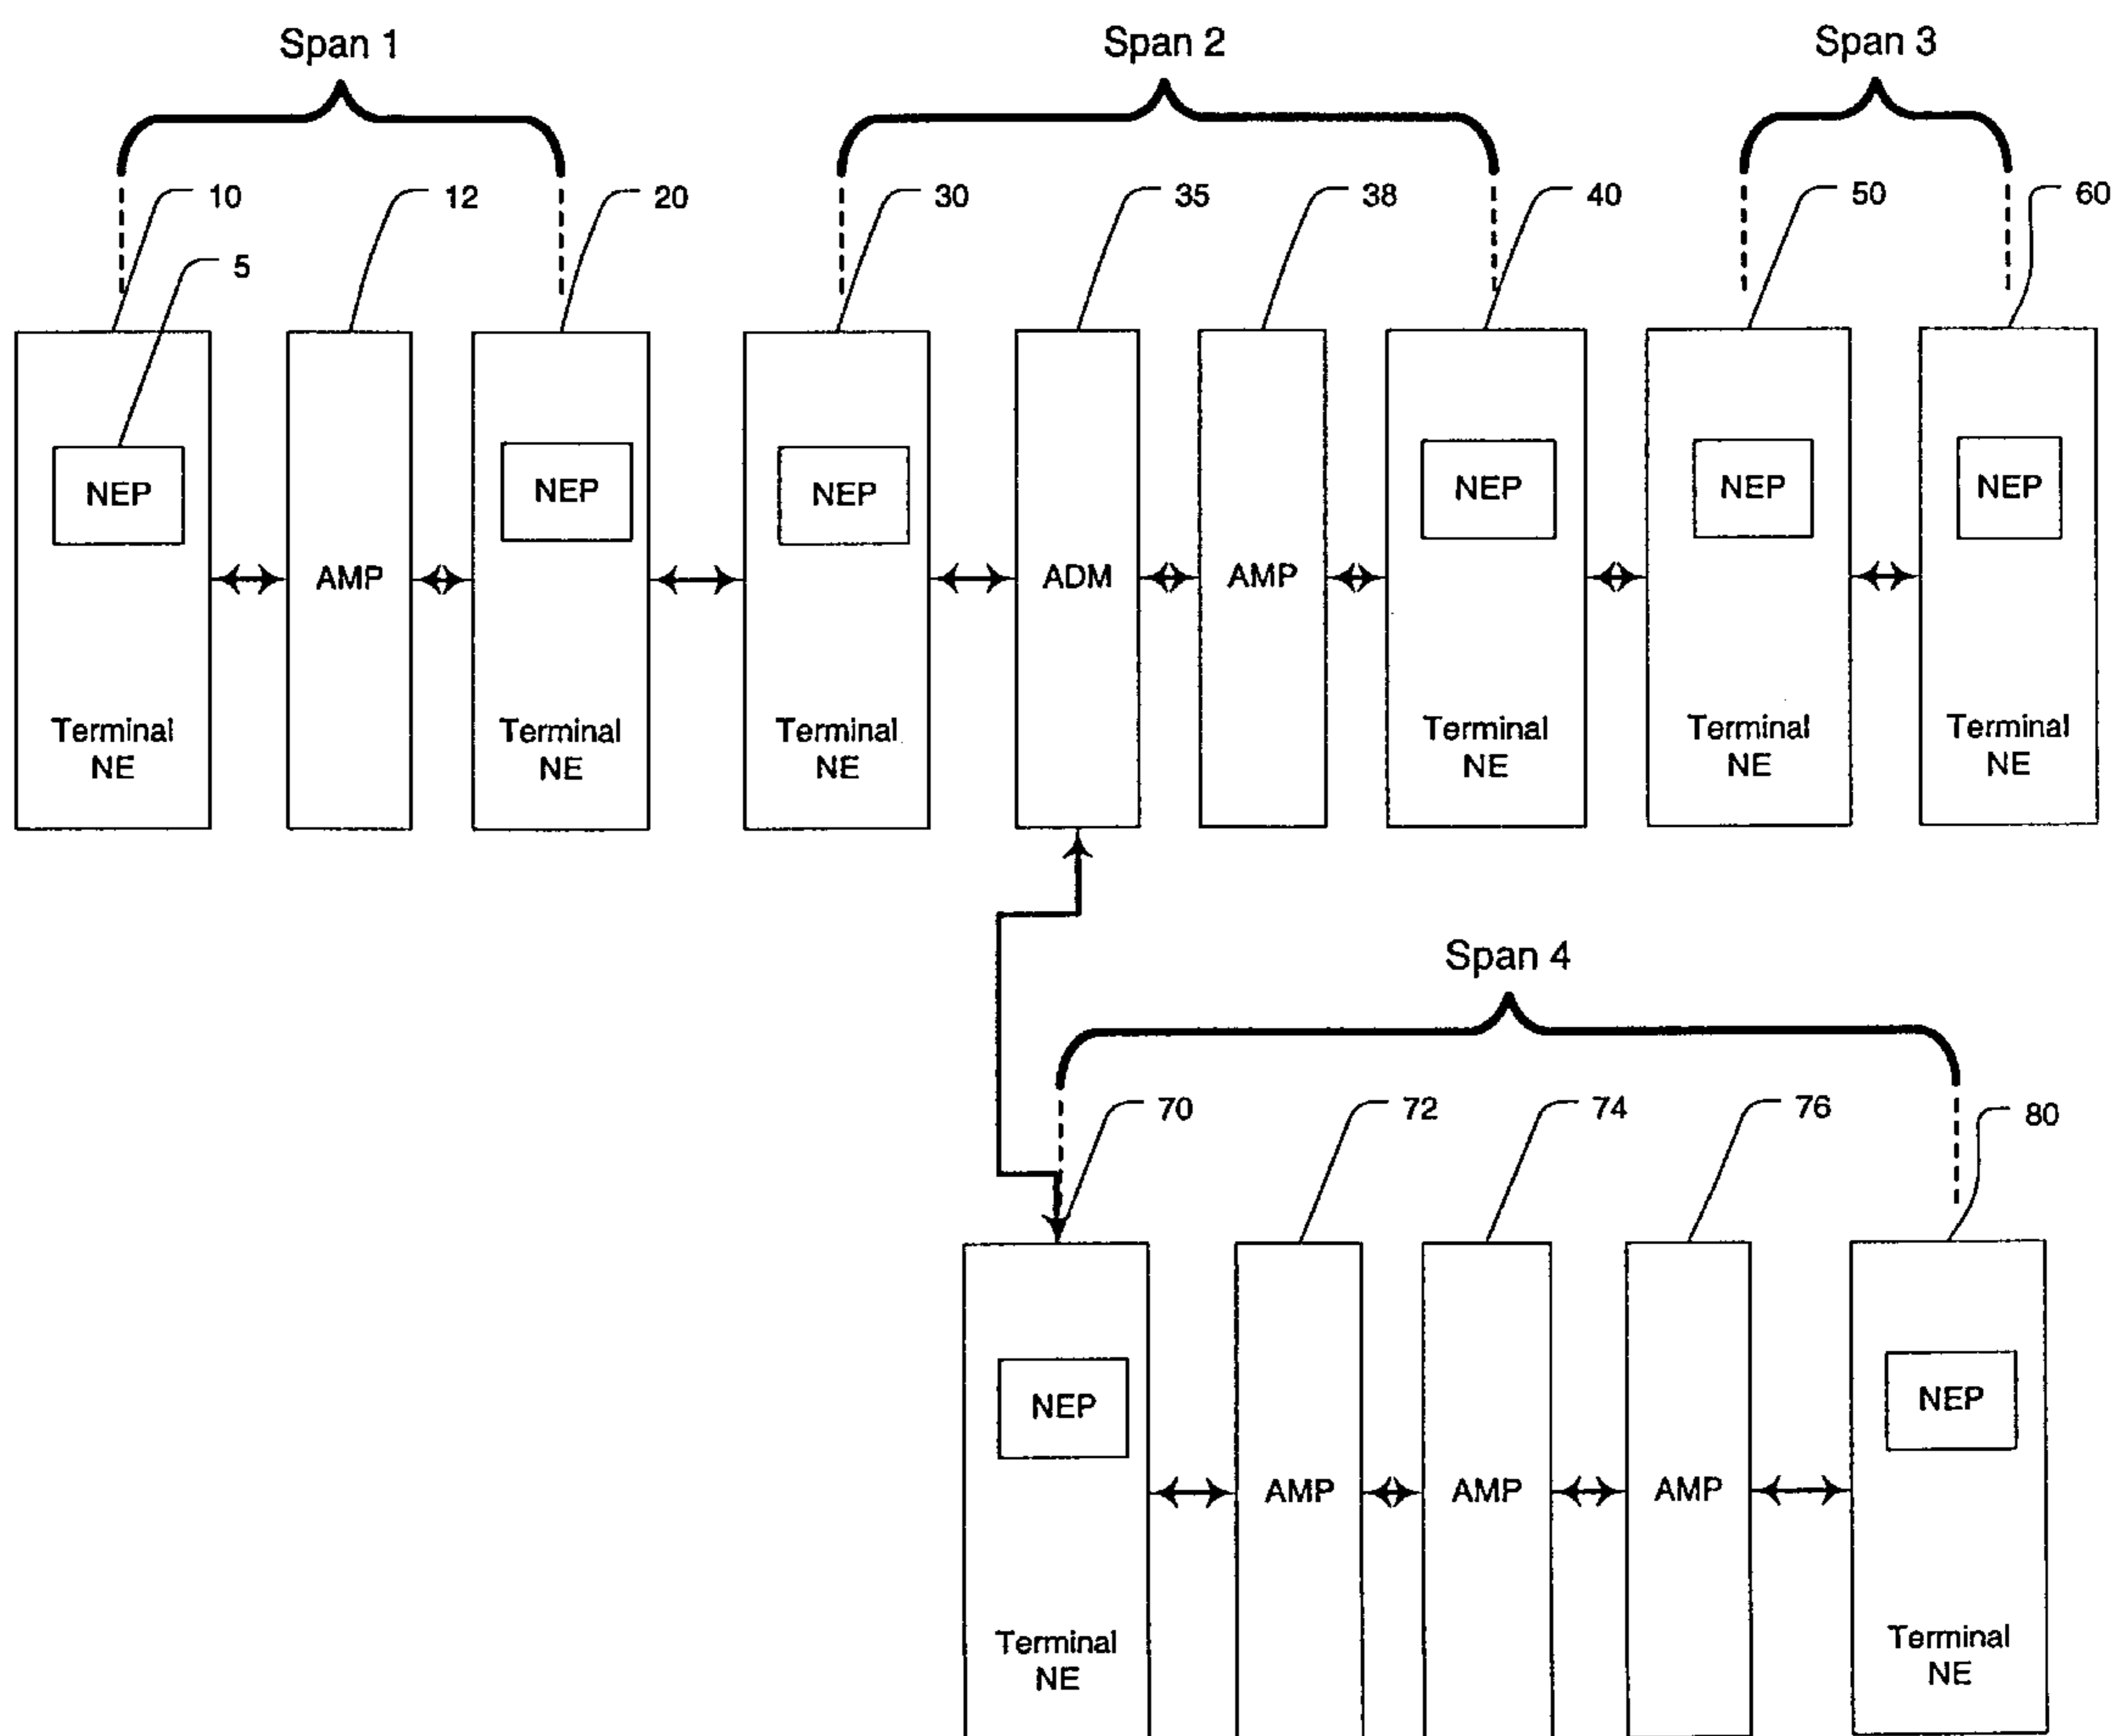 Span 1
Span 2
Span 3
10
12
20
30
35
38
40
50
60
5
NEP
NEP
NEP
NEP
NEP
NEP
AMP
ADM
AMP
Terminal
NE
Terminal
NE
Terminal
NE
Terminal
NE
Terminal
NE
Terminal
NE
Span 4
70
72
74
76
80
NEP
NEP
AMP
AMP
AMP
Terminal
NE
Terminal
NE